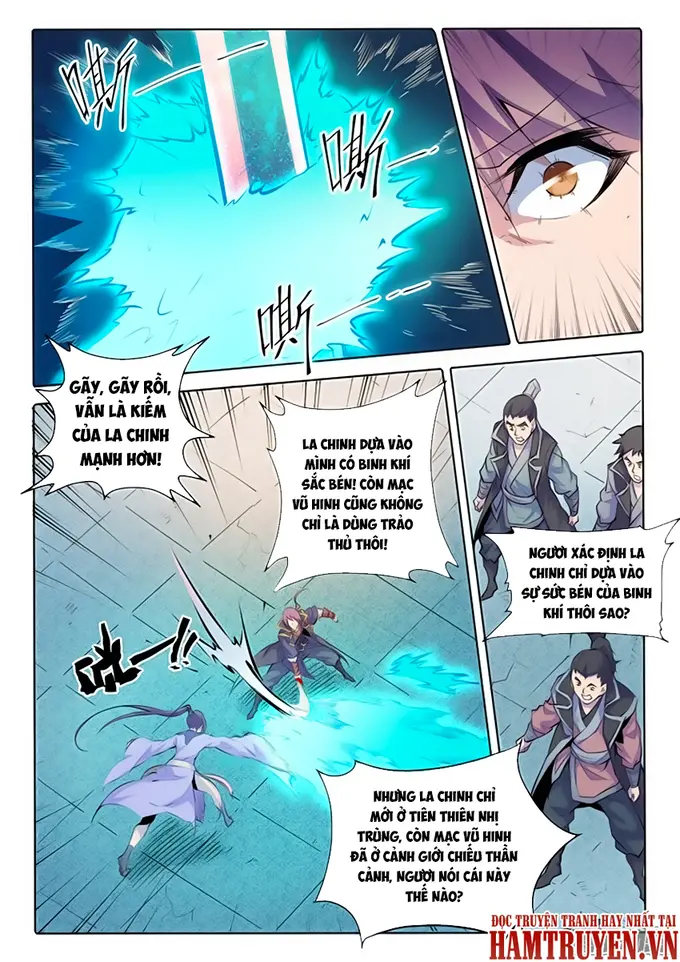 嘶
嘶
嘶
GÃY, GÃY RỒI,
VẪN LÀ KIẾM
CỦA LA CHINH
MẠNH HƠN!
LA CHINH DỰA VÀO
MÌNH CÓ BINH KHÍ
SẮC BÉN! CÒN MẠC
VŨ HINH CŨNG KHÔNG
CHỈ LÀ DÙNG TRẢO
THỦ THÔI!
NGƯỜI XÁC ĐỊNH LA
CHINH CHỈ DỰA VÀO
SỰ SỨC BÉN CỦA BINH
KHÍ THÔI SAO?
NHƯNG LA CHINH CHỈ
MỚI Ở TIÊN THIÊN NHỊ
TRÙNG, CÒN MẠC VŨ HINH
ĐÃ Ở CẢNH GIỚI CHIẾU THẦN
CẢNH, NGƯỜI NÓI CÁI NÀY
THẾ NÀO?
ĐỌC TRUYỆN TRANH HAY NHẤT TẠI
HAMTRUYEN.VN